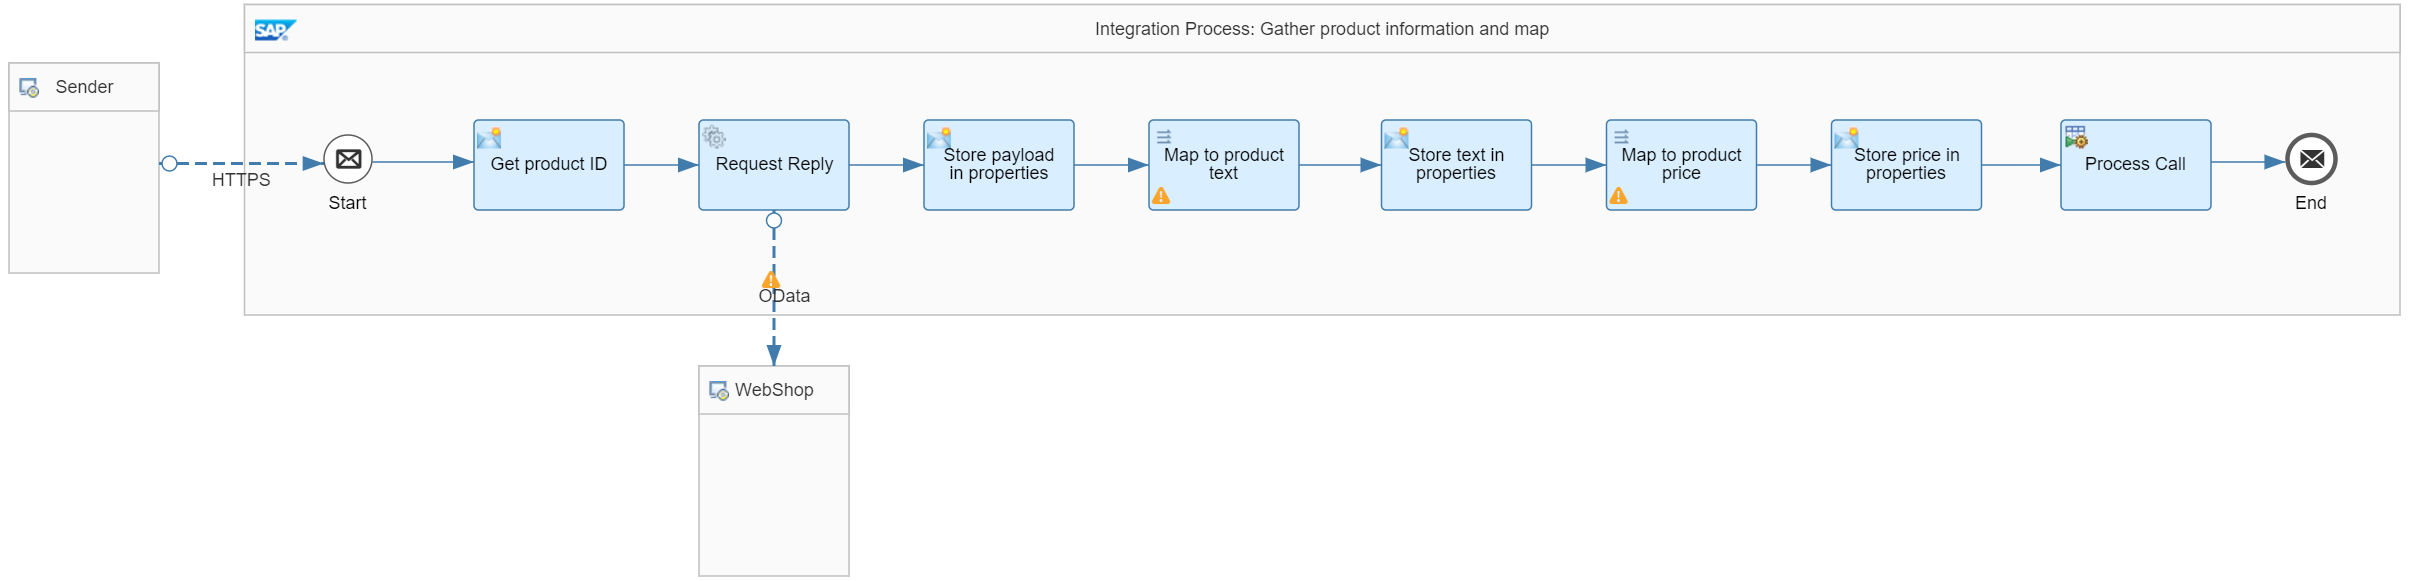 SAP
Integration Process: Gather product information and map
Sender
HTTPS
Start
Get product ID
Request Reply
Store payload
in properties
Map to product
text
Store text in
properties
Map to product
price
Store price in
properties
Process Call
End
OData
WebShop